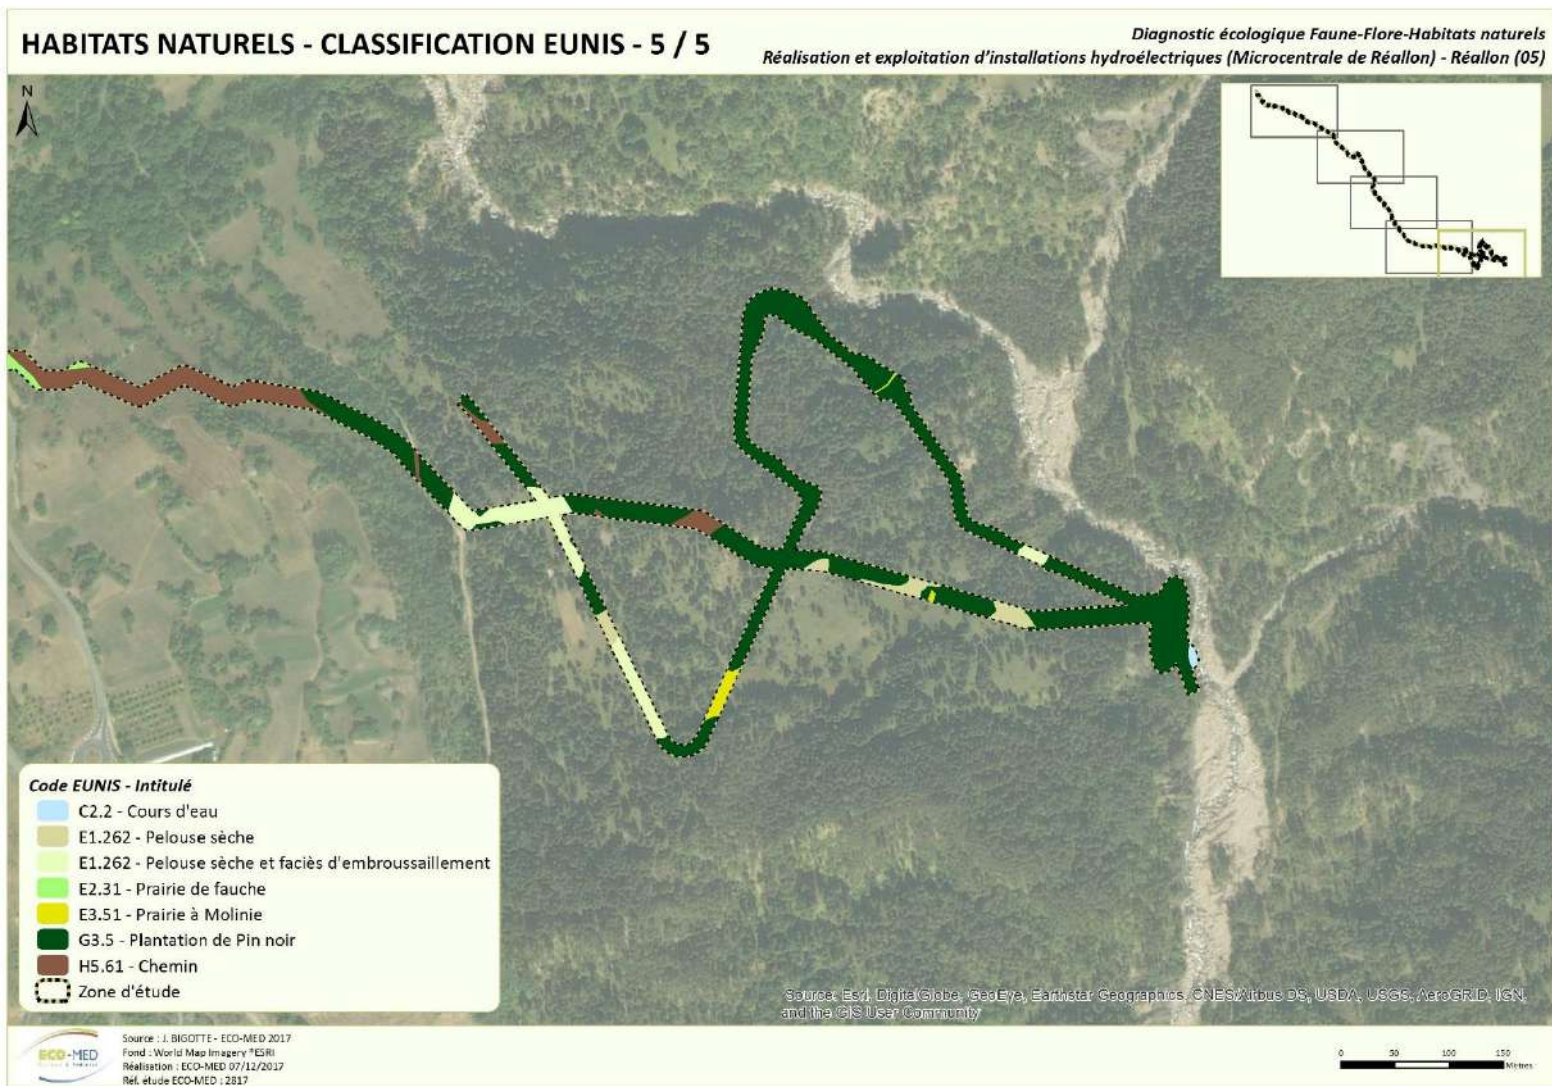 HABITATS NATURELS - CLASSIFICATION EUNIS - 5 / 5
Diagnostic écologique Faune-Flore-Habitats naturels
Réalisation et exploitation d'installations hydroélectriques (Microcentrale de Réallon) - Réallon (05)
N
Code EUNIS - Intitulé
C2.2 - Cours d'eau
E1.262 - Pelouse sèche
E1.262 - Pelouse sèche et faciès d'embroussaillement
E2.31 - Prairie de fauche
E3.51 - Prairie à Molinie
G3.5 - Plantation de Pin noir
H5.61 - Chemin
Zone d'étude
Source: Esri, DigitalGlobe, GeoEye, Earthstar Geographics, CNES/Airbus DS, USDA, USGS, AeroGRID, IGN,
and the GIS User Community
ECO-MED
Source : J. BIGOTTE - ECO-MED 2017
Fond : World Map Imagery ®ESRI
Réalisation : ECO-MED 07/12/2017
Réf. étude ECO-MED : 2817
0 50 100 150
Mètres